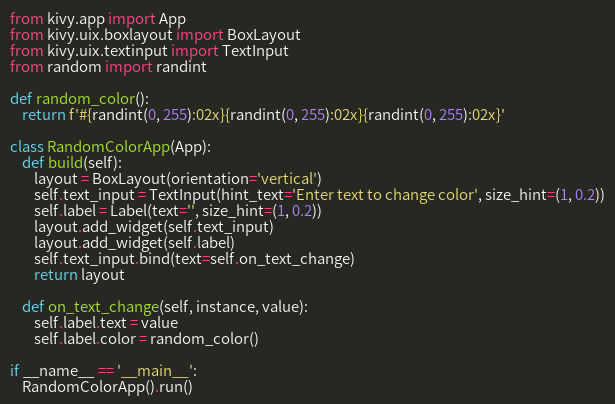 from kivy.app import App
from kivy.uix.boxlayout import BoxLayout
from kivy.uix.textinput import TextInput
from random import randint

def random_color():
    return f'#{randint(0, 255):02x}{randint(0, 255):02x}{randint(0, 255):02x}'

class RandomColorApp(App):
    def build(self):
        layout = BoxLayout(orientation='vertical')
        self.text_input = TextInput(hint_text='Enter text to change color', size_hint=(1, 0.2))
        self.label = Label(text='', size_hint=(1, 0.2))
        layout.add_widget(self.text_input)
        layout.add_widget(self.label)
        self.text_input.bind(text=self.on_text_change)
        return layout

    def on_text_change(self, instance, value):
        self.label.text = value
        self.label.color = random_color()

if __name__ == '__main__':
    RandomColorApp().run()